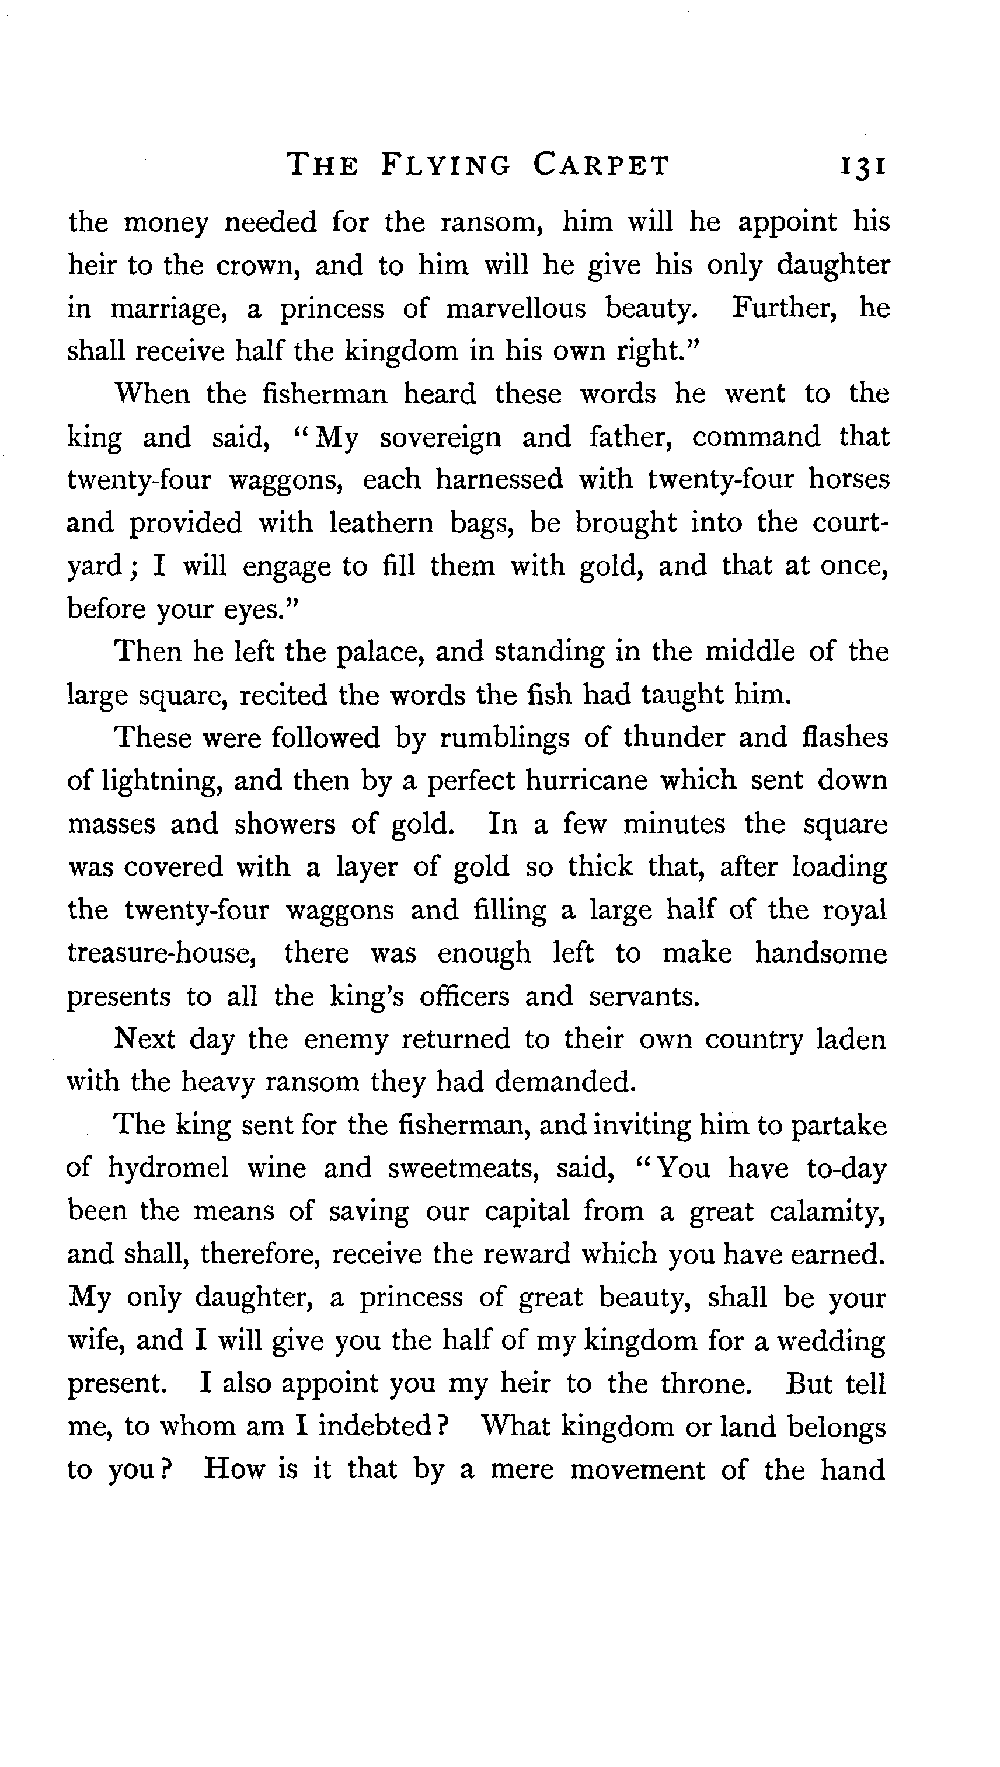 THE FLYING CARPET 131
the money needed for the ransom, him will he appoint his
heir to the crown, and to him will he give his only daughter
in marriage, a princess of marvellous beauty. Further, he
shall receive half the kingdom in his own right."
When the fisherman heard these words he went to the
king and said, "My sovereign and father, command that
twenty-four waggons, each harnessed with twenty-four horses
and provided with leathern bags, be brought into the court-
yard; I will engage to fill them with gold, and that at once,
before your eyes."
Then he left the palace, and standing in the middle of the
large square, recited the words the fish had taught him.
These were followed by rumblings of thunder and flashes
of lightning, and then by a perfect hurricane which sent down
masses and showers of gold. In a few minutes the square
was covered with a layer of gold so thick that, after loading
the twenty-four waggons and filling a large half of the royal
treasure-house, there was enough left to make handsome
presents to all the king's officers and servants.
Next day the enemy returned to their own country laden
with the heavy ransom they had demanded.
The king sent for the fisherman, and inviting him to partake
of hydromel wine and sweetmeats, said, "You have to-day
been the means of saving our capital from a great calamity,
and shall, therefore, receive the reward which you have earned.
My only daughter, a princess of great beauty, shall be your
wife, and I will give you the half of my kingdom for a wedding
present. I also appoint you my heir to the throne. But tell
me, to whom am I indebted? What kingdom or land belongs
to you? How is it that by a mere movement of the hand